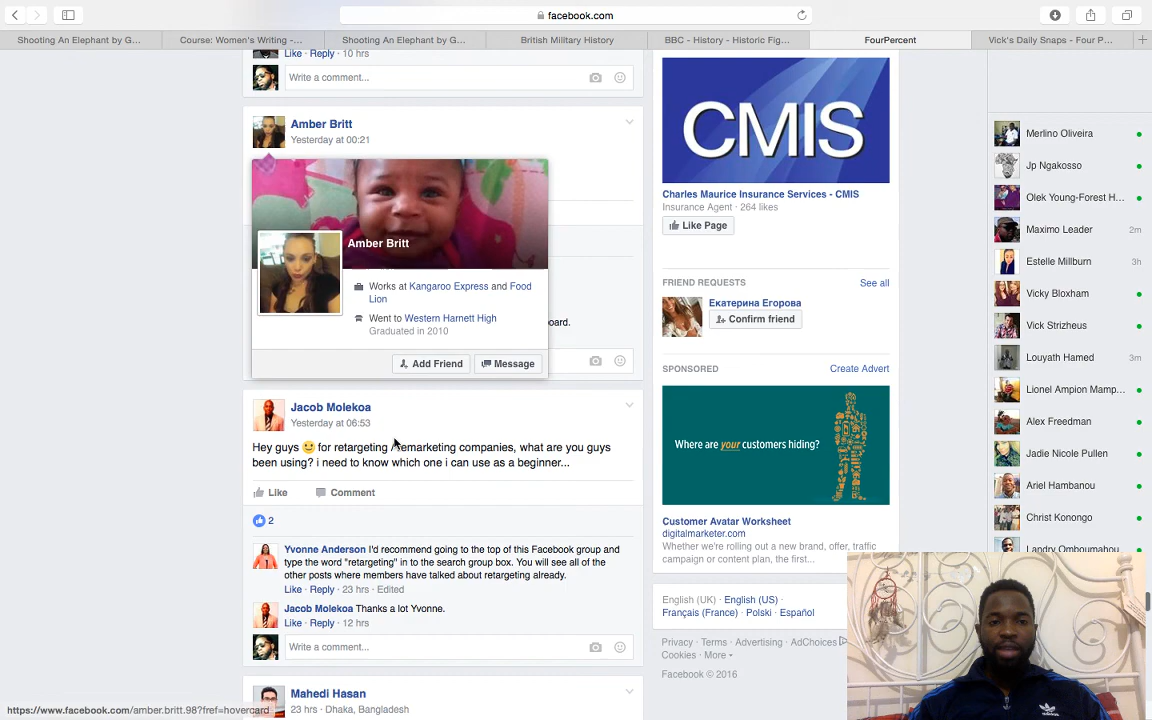 facebook.com
Shooting An Elephant by G...
Course: Women's Writing -...
Shooting An Elephant by G...
British Military History
BBC - History - Historic Fig...
FourPercent
Vick's Daily Snaps - Four P...
Like · Reply · 10 hrs
Write a comment...
Amber Britt
Yesterday at 00:21
Amber Britt
Works at Kangaroo Express and Food
Lion
Went to Western Harnett High
Graduated in 2010
board.
Add Friend
Message
Jacob Molekoa
Yesterday at 06:53
Hey guys for retargeting /remarketing companies, what are you guys
been using? i need to know which one i can use as a beginner...
Like
Comment
2
Yvonne Anderson I'd recommend going to the top of this Facebook group and
type the word "retargeting" in to the search group box. You will see all of the
other posts where members have talked about retargeting already.
Like · Reply · 23 hrs · Edited
Jacob Molekoa Thanks a lot Yvonne.
Like · Reply · 12 hrs
Write a comment...
Mahedi Hasan
23 hrs · Dhaka, Bangladesh
https://www.facebook.com/amber.britt.98?fref=hovercard
CMIS
Charles Maurice Insurance Services - CMIS
Insurance Agent · 264 likes
Like Page
FRIEND REQUESTS
See all
Екатерина Егорова
Confirm friend
SPONSORED
Create Advert
Where are your customers hiding?
Customer Avatar Worksheet
digitalmarketer.com
Whether we're rolling out a new brand, offer, traffic
campaign or content plan, the first...
English (UK) · English (US) ·
Français (France) · Polski · Español
Privacy · Terms · Advertising · AdChoices
Cookies · More
Facebook © 2016
Merlino Oliveira
Jp Ngakosso
Olek Young-Forest H...
Maximo Leader 2m
Estelle Millburn 3h
Vicky Bloxham
Vick Strizheus
Louyath Hamed 3m
Lionel Ampion Mamp...
Alex Freedman
Jadie Nicole Pullen
Ariel Hambanou
Christ Konongo
Landry Omboumahou